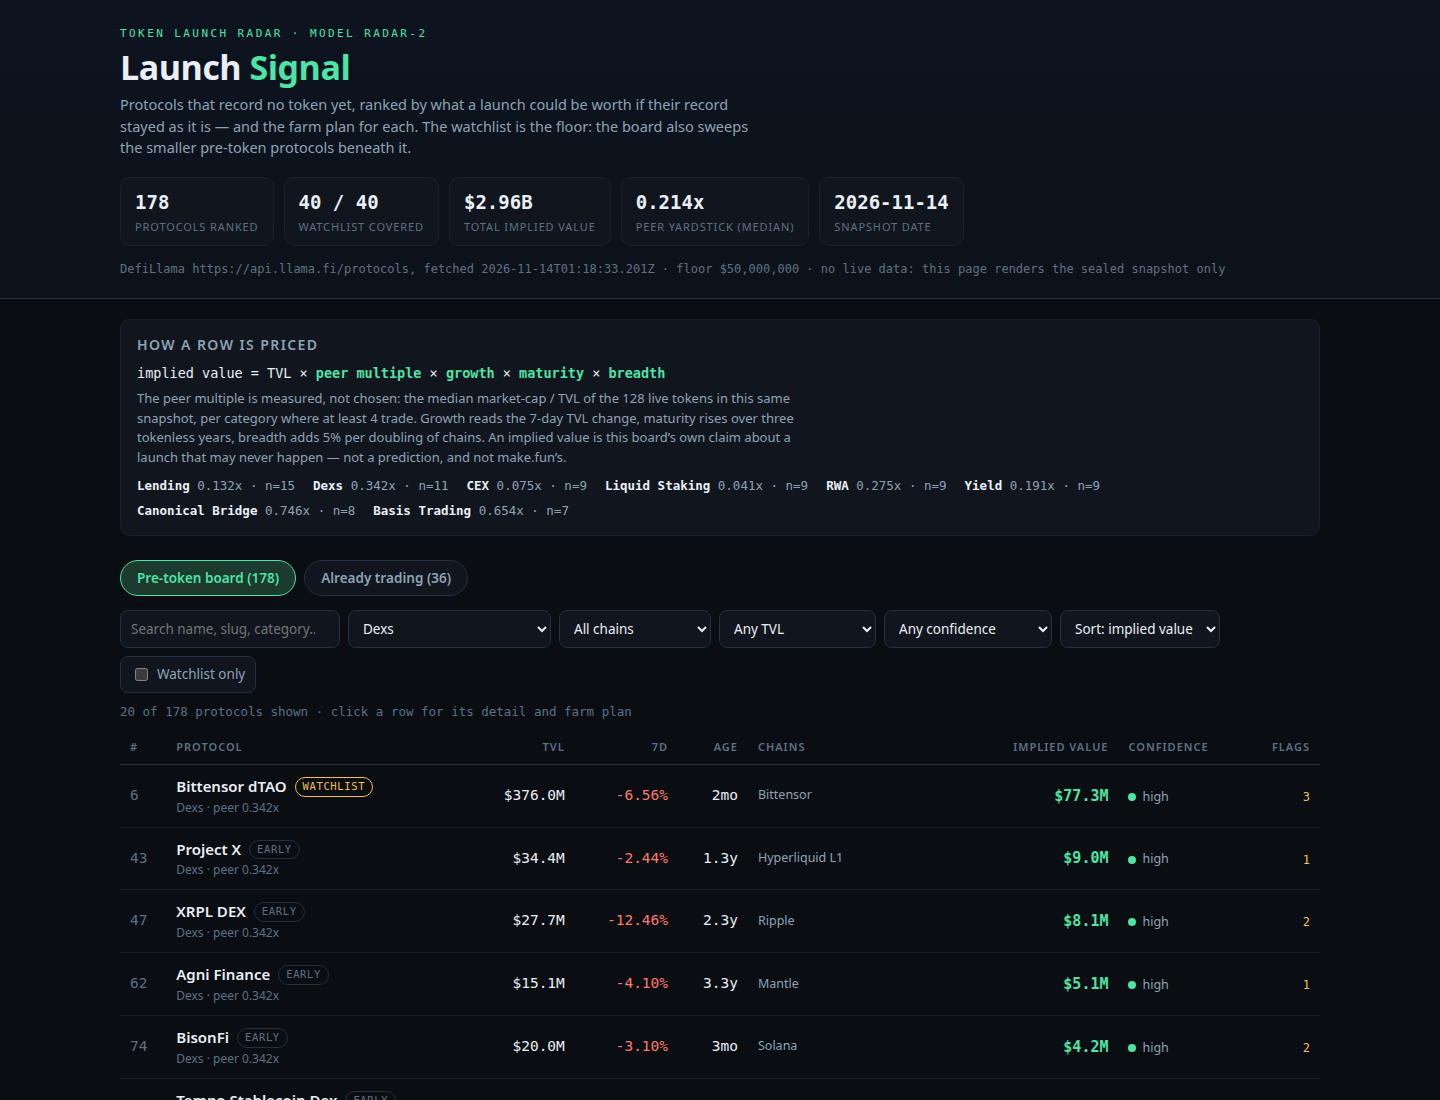 TOKEN LAUNCH RADAR · MODEL RADAR-2
Launch Signal
Protocols that record no token yet, ranked by what a launch could be worth if their record
stayed as it is — and the farm plan for each. The watchlist is the floor: the board also sweeps
the smaller pre-token protocols beneath it.
178
PROTOCOLS RANKED
40 / 40
WATCHLIST COVERED
$2.96B
TOTAL IMPLIED VALUE
0.214x
PEER YARDSTICK (MEDIAN)
2026-11-14
SNAPSHOT DATE
DefiLlama https://api.llama.fi/protocols, fetched 2026-11-14T01:18:33.201Z · floor $50,000,000 · no live data: this page renders the sealed snapshot only
HOW A ROW IS PRICED
implied value = TVL × peer multiple × growth × maturity × breadth
The peer multiple is measured, not chosen: the median market-cap / TVL of the 128 live tokens in this same
snapshot, per category where at least 4 trade. Growth reads the 7-day TVL change, maturity rises over three
tokenless years, breadth adds 5% per doubling of chains. An implied value is this board's own claim about a
launch that may never happen — not a prediction, and not make.fun's.
Lending 0.132x · n=15 Dexs 0.342x · n=11 CEX 0.075x · n=9 Liquid Staking 0.041x · n=9 RWA 0.275x · n=9 Yield 0.191x · n=9
Canonical Bridge 0.746x · n=8 Basis Trading 0.654x · n=7
Pre-token board (178) Already trading (36)
Search name, slug, category.. Dexs All chains Any TVL Any confidence Sort: implied value
Watchlist only
20 of 178 protocols shown · click a row for its detail and farm plan
# PROTOCOL TVL 7D AGE CHAINS IMPLIED VALUE CONFIDENCE FLAGS
6 Bittensor dTAO WATCHLIST $376.0M -6.56% 2mo Bittensor $77.3M high 3
Dexs · peer 0.342x
43 Project X EARLY $34.4M -2.44% 1.3y Hyperliquid L1 $9.0M high 1
Dexs · peer 0.342x
47 XRPL DEX EARLY $27.7M -12.46% 2.3y Ripple $8.1M high 2
Dexs · peer 0.342x
62 Agni Finance EARLY $15.1M -4.10% 3.3y Mantle $5.1M high 1
Dexs · peer 0.342x
74 BisonFi EARLY $20.0M -3.10% 3mo Solana $4.2M high 2
Dexs · peer 0.342x
Tempo Stablecoin Dex EARLY